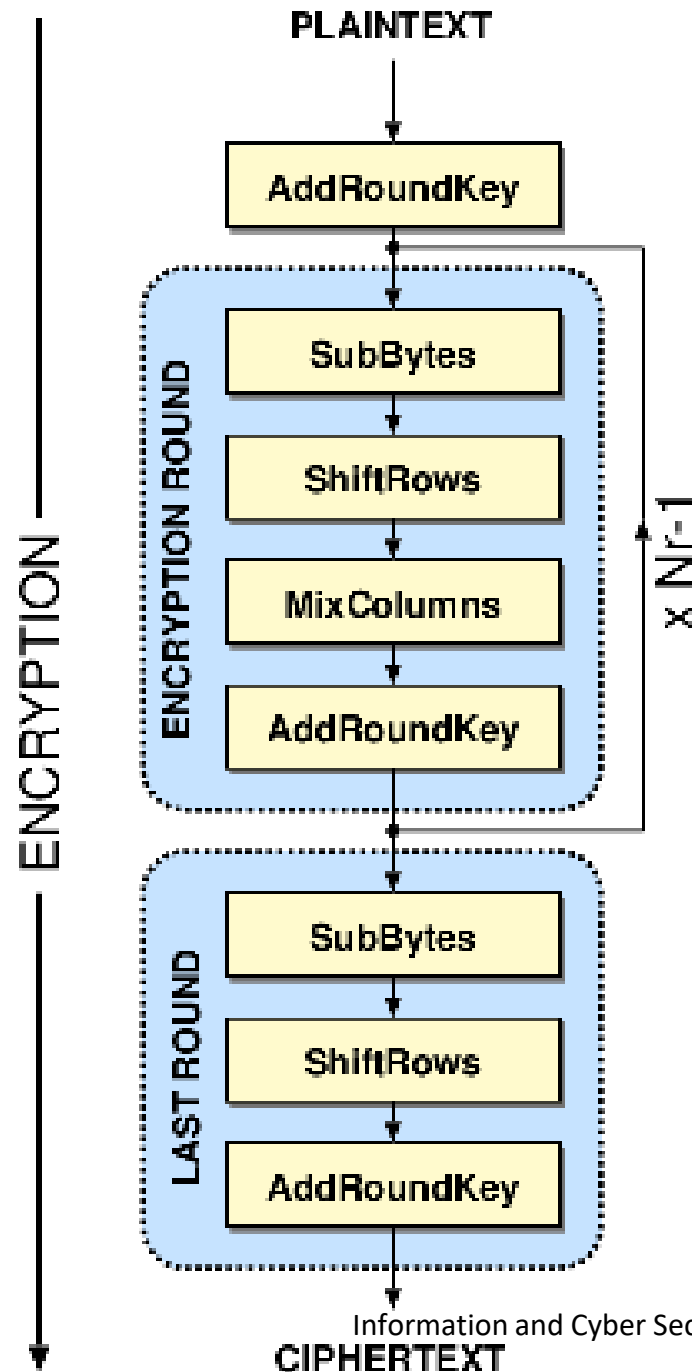 PLAINTEXT
AddRoundKey
ENCRYPTION
ENCRYPTION ROUND
SubBytes
ShiftRows
MixColumns
AddRoundKey
x Nr-1
LAST ROUND
SubBytes
ShiftRows
AddRoundKey
Information and Cyber Sec
CIPHERTEXT